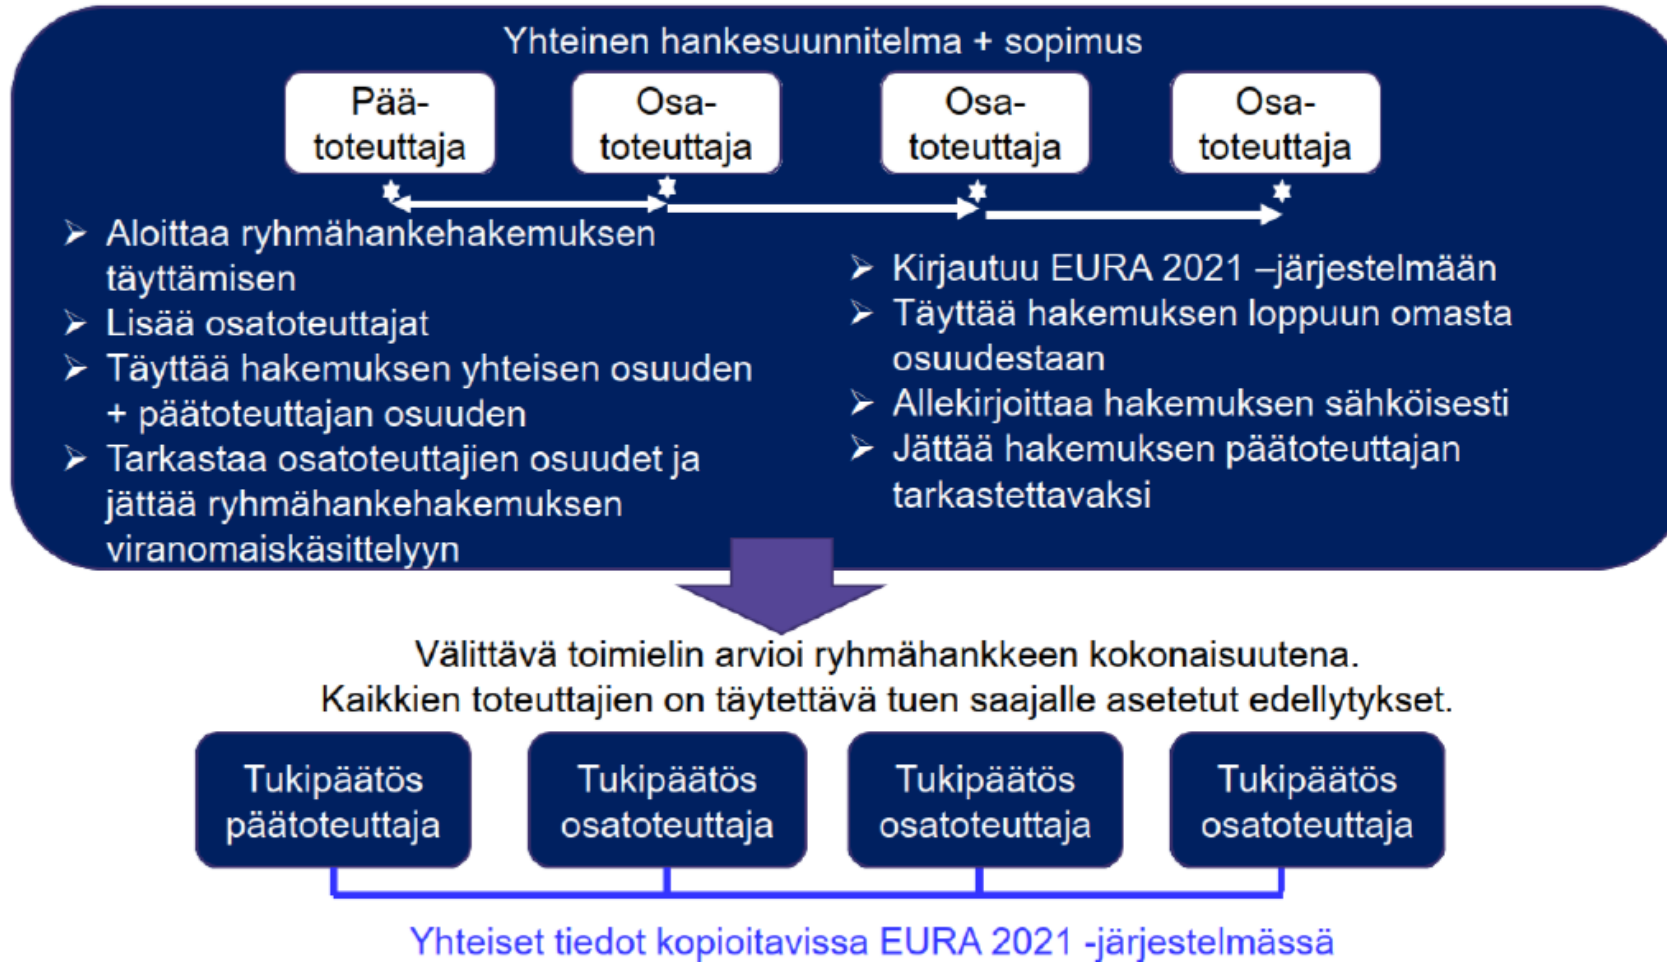 Yhteinen hankesuunnitelma + sopimus
Pää-
toteuttaja
Osa-
toteuttaja
Osa-
toteuttaja
Osa-
toteuttaja
➢ Aloittaa ryhmähankehakemuksen
täyttämisen
➢ Lisää osatoteuttajat
➢ Täyttää hakemuksen yhteisen osuuden
+ päätoteuttajan osuuden
➢ Tarkastaa osatoteuttajien osuudet ja
jättää ryhmähankehakemuksen
viranomaiskäsittelyyn
➢ Kirjautuu EURA 2021 –järjestelmään
➢ Täyttää hakemuksen loppuun omasta
osuudestaan
➢ Allekirjoittaa hakemuksen sähköisesti
➢ Jättää hakemuksen päätoteuttajan
tarkastettavaksi
Välittävä toimielin arvioi ryhmähankkeen kokonaisuutena.
Kaikkien toteuttajien on täytettävä tuen saajalle asetetut edellytykset.
Tukipäätös
päätoteuttaja
Tukipäätös
osatoteuttaja
Tukipäätös
osatoteuttaja
Tukipäätös
osatoteuttaja
Yhteiset tiedot kopioitavissa EURA 2021 -järjestelmässä